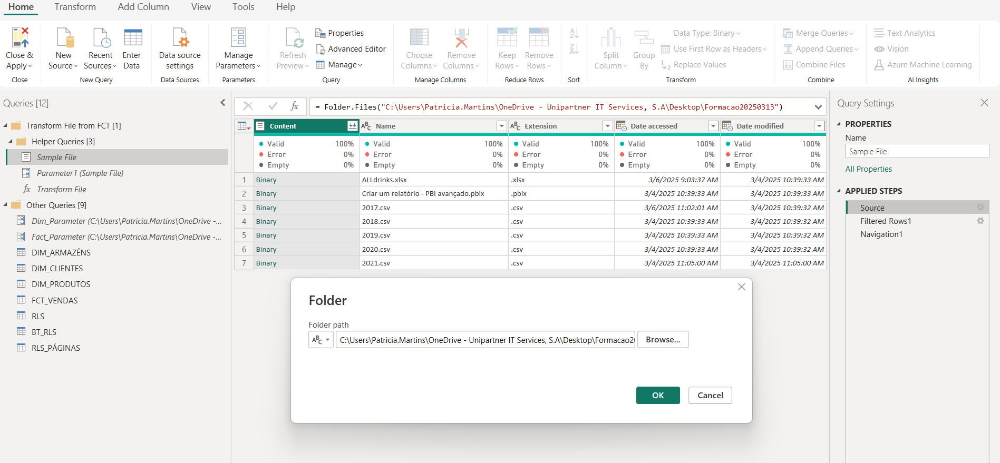 Home Transform Add Column View Tools Help
Close & Apply
New Source
Recent Sources
Enter Data
Data source settings
Manage Parameters
Refresh Preview
Properties
Advanced Editor
Manage
Choose Columns
Remove Columns
Keep Rows
Remove Rows
Split Column
Group By
Data Type: Binary
Use First Row as Headers
Replace Values
Merge Queries
Append Queries
Combine Files
Text Analytics
Vision
Azure Machine Learning
Close New Query Data Sources Parameters Query Manage Columns Reduce Rows Sort Transform Combine AI Insights
Queries [12]
Transform File from FCT [1]
Helper Queries [3]
Sample File
Parameter1 (Sample File)
fx Transform File
Other Queries [9]
Dim_Parameter (C:\Users\Patricia.Martins\OneDrive -...
Fact_Parameter (C:\Users\Patricia.Martins\OneDrive -...
DIM_ARMAZÉNS
DIM_CLIENTES
DIM_PRODUTOS
FCT_VENDAS
RLS
BT_RLS
RLS_PÁGINAS
fx = Folder.Files("C:\Users\Patricia.Martins\OneDrive - Unipartner IT Services, S.A\Desktop\Formacao20250313")
Content ABC Name ABC Extension Date accessed Date modified
Valid 100% Valid 100% Valid 100% Valid 100% Valid 100%
Error 0% Error 0% Error 0% Error 0% Error 0%
Empty 0% Empty 0% Empty 0% Empty 0% Empty 0%
1 Binary ALLdrinks.xlsx .xlsx 3/6/2025 9:03:37 AM 3/4/2025 10:39:33 AM
2 Binary Criar um relatório - PBI avançado.pbix .pbix 3/4/2025 10:39:33 AM 3/4/2025 10:39:33 AM
3 Binary 2017.csv .csv 3/6/2025 11:02:01 AM 3/4/2025 10:39:32 AM
4 Binary 2018.csv .csv 3/4/2025 10:39:33 AM 3/4/2025 10:39:32 AM
5 Binary 2019.csv .csv 3/4/2025 10:39:33 AM 3/4/2025 10:39:32 AM
6 Binary 2020.csv .csv 3/4/2025 10:39:33 AM 3/4/2025 10:39:32 AM
7 Binary 2021.csv .csv 3/4/2025 11:05:00 AM 3/4/2025 11:05:00 AM
Folder
Folder path
ABC C:\Users\Patricia.Martins\OneDrive - Unipartner IT Services, S.A\Desktop\Formacao2 Browse...
OK Cancel
Query Settings
PROPERTIES
Name
Sample File
All Properties
APPLIED STEPS
Source
Filtered Rows1
Navigation1